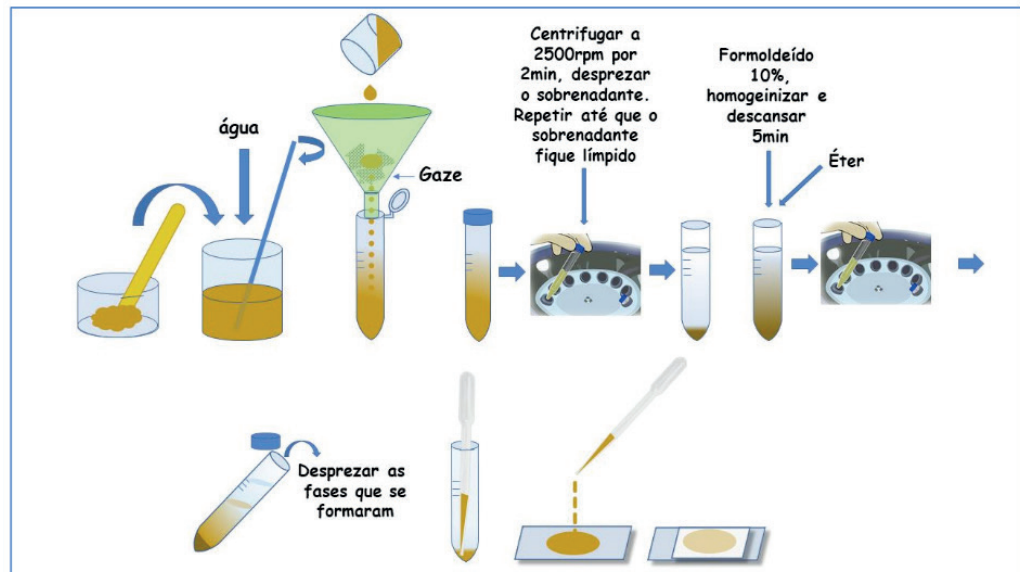 água
Gaze
Centrifugar a
2500rpm por
2min, desprezar
o sobrenadante.
Repetir até que o
sobrenadante
fique límpido
Formoldeído
10%,
homogeinizar e
descansar
5min
Éter
Desprezar as
fases que se
formaram